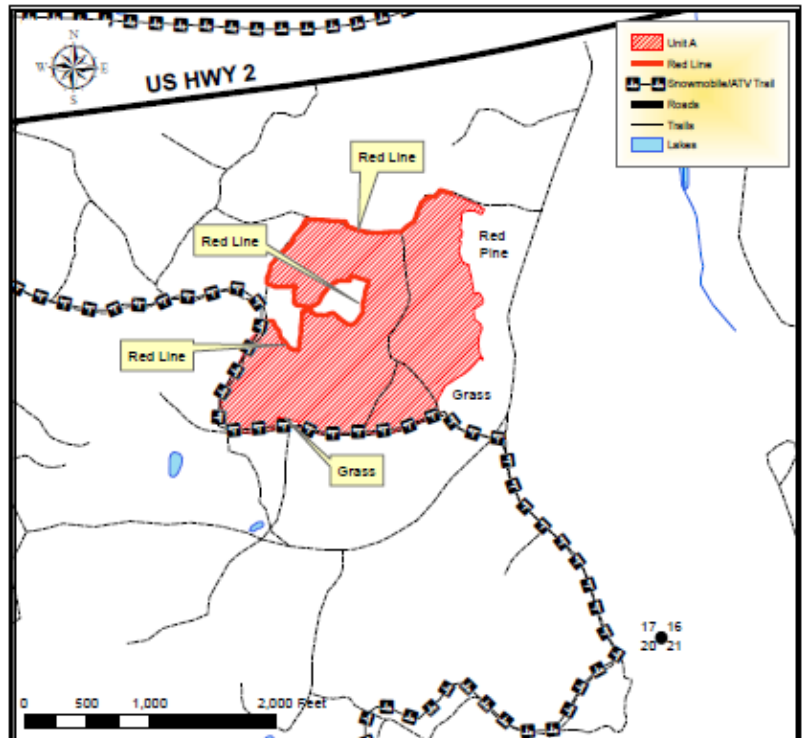 N
W E
S
US HWY 2
Unit A
Red Line
Snowmobile/ATV Trail
Roads
Trails
Lakes
Red Line
Red Line
Red
Pine
Red Line
Grass
Grass
17 16
20 21
0 500 1,000 2,000 Feet